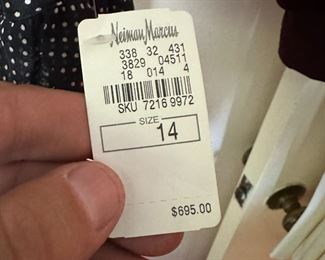 Neiman Marcus
338 32 431
3829 04511
18 014 4
SKU 7216 9972
SIZE
14
$695.00